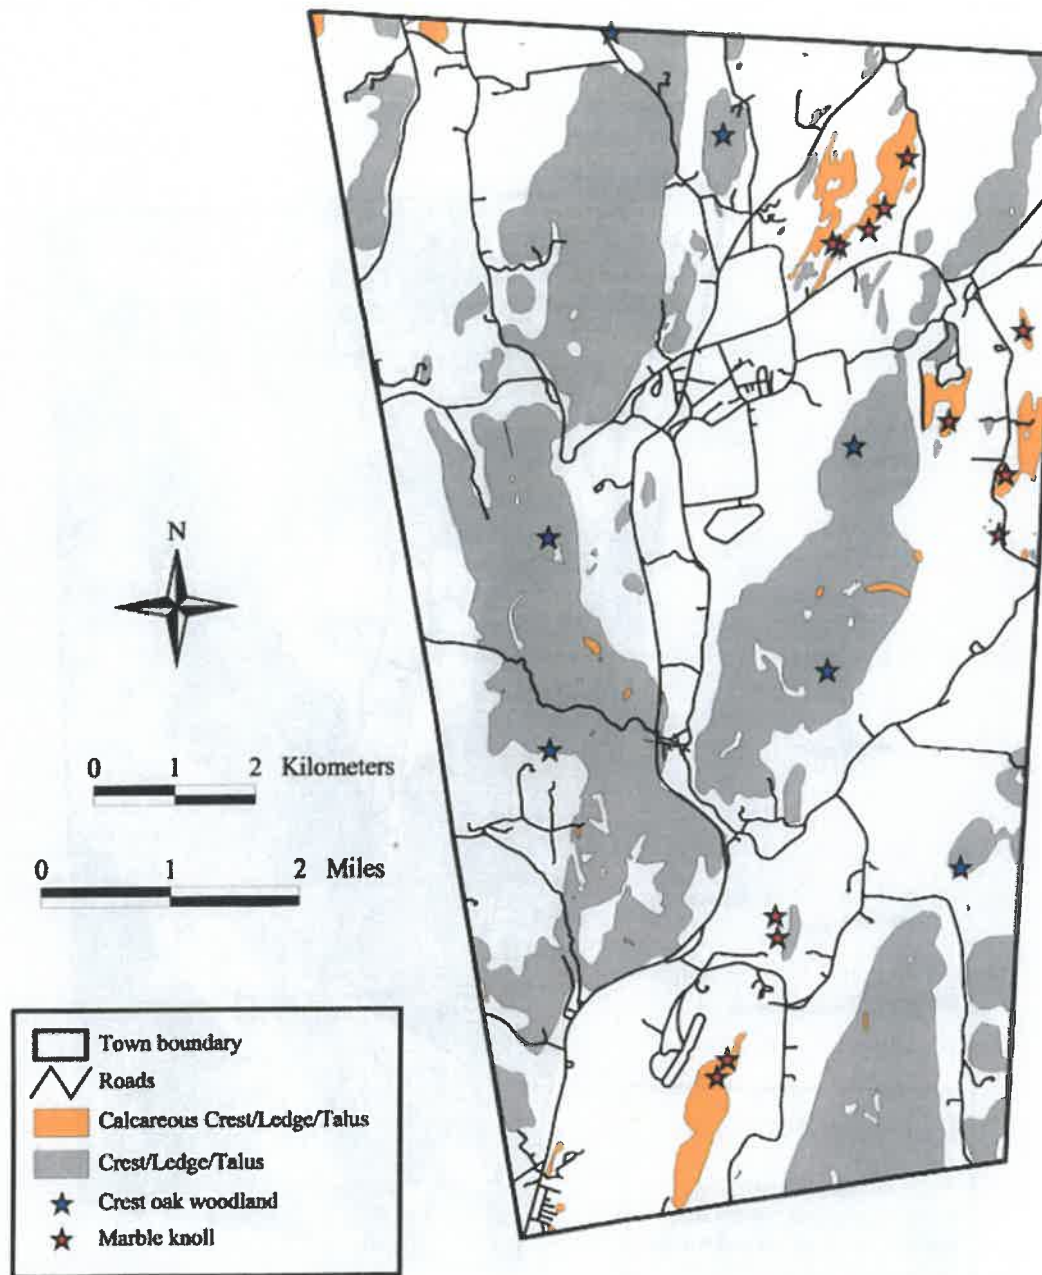 N
0 1 2 Kilometers
0 1 2 Miles
Town boundary
Roads
Calcareous Crest/Ledge/Talus
Crest/Ledge/Talus
Crest oak woodland
Marble knoll